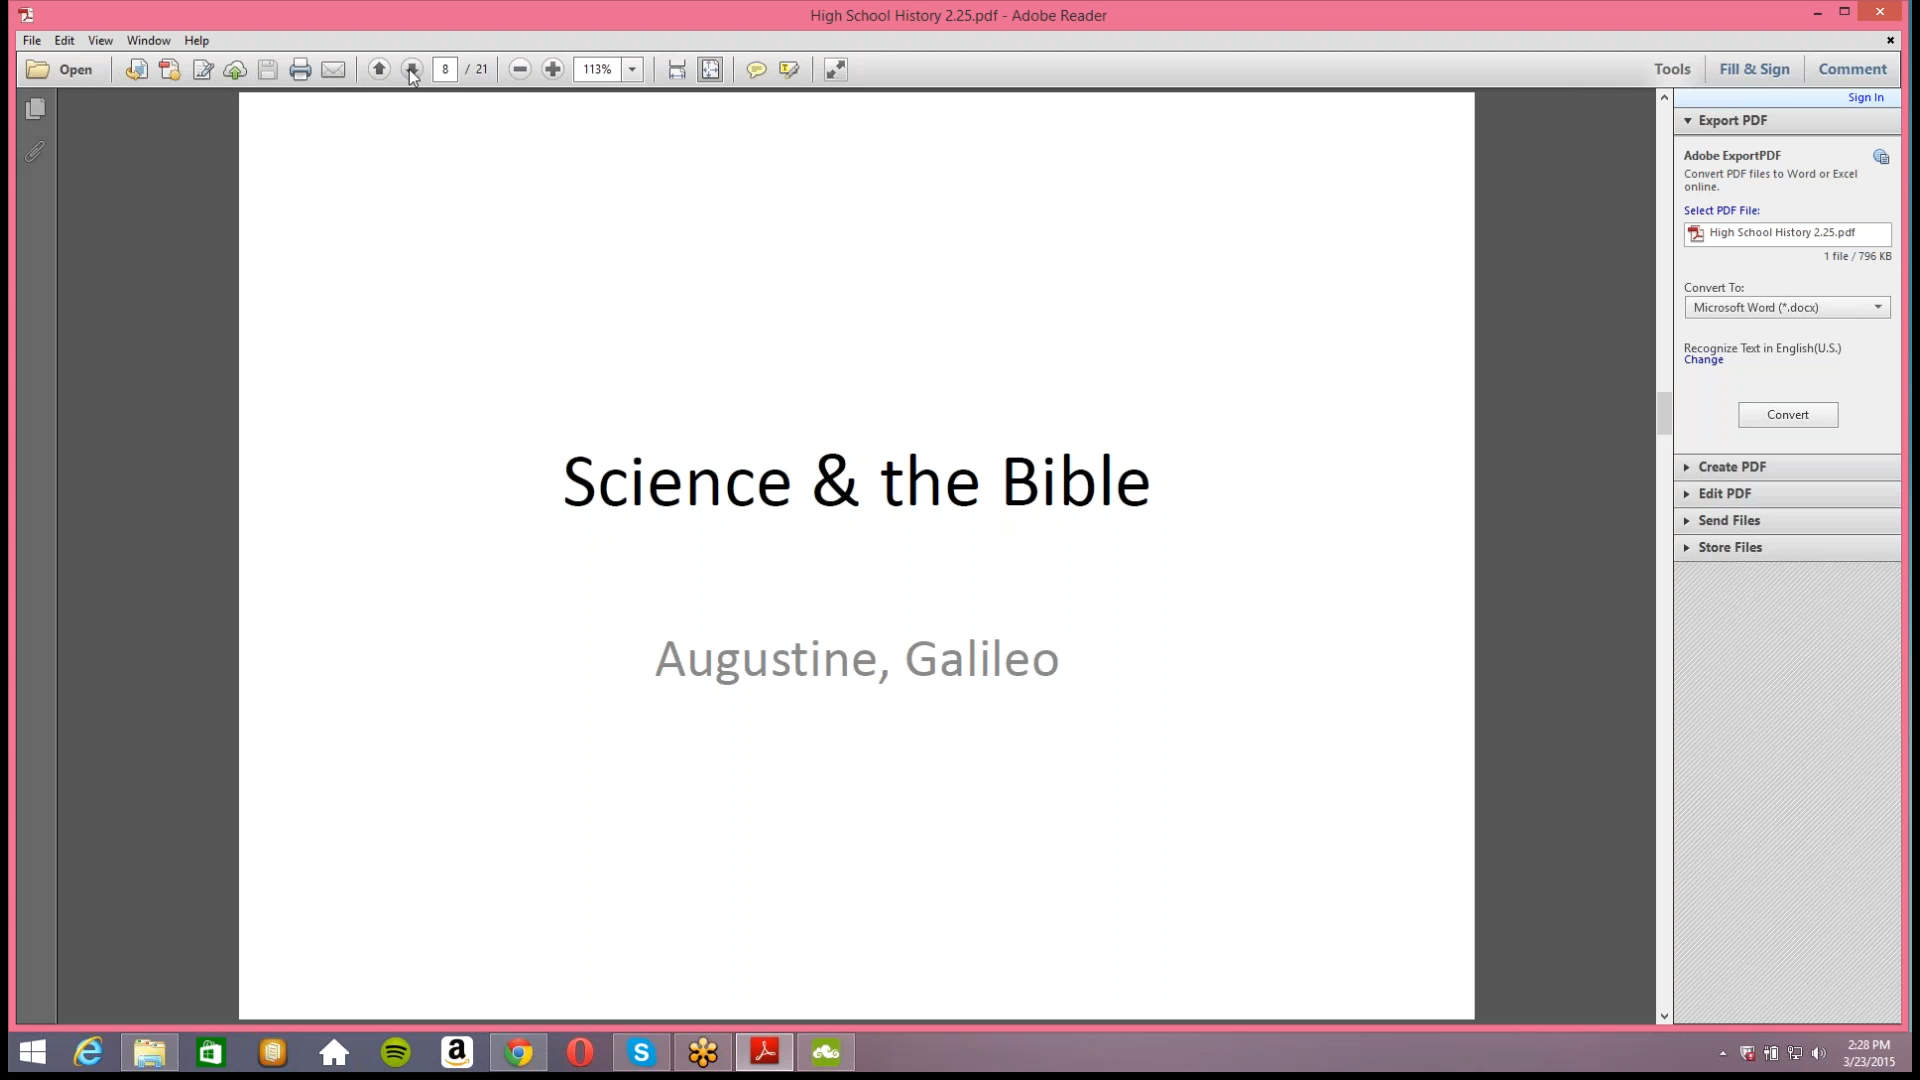 High School History 2.25.pdf - Adobe Reader
File Edit View Window Help
Open 8 / 21 113% Tools Fill & Sign Comment
Sign In
Export PDF
Adobe ExportPDF
Convert PDF files to Word or Excel
online.
Select PDF File:
High School History 2.25.pdf
1 file / 796 KB
Convert To:
Microsoft Word (*.docx)
Recognize Text in English(U.S.)
Change
Convert
Create PDF
Edit PDF
Send Files
Store Files
Science & the Bible
Augustine, Galileo
2:28 PM
3/23/2015